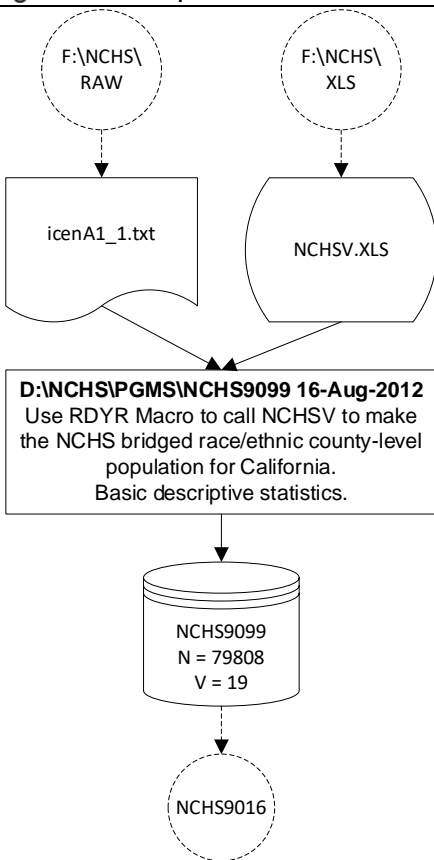 F:\NCHS\
RAW
F:\NCHS\
XLS
icenA1_1.txt
NCHSV.XLS
D:\NCHS\PGMS\NCHS9099 16-Aug-2012
Use RDYR Macro to call NCHSV to make
the NCHS bridged race/ethnic county-level
population for California.
Basic descriptive statistics.
NCHS9099
N = 79808
V = 19
NCHS9016